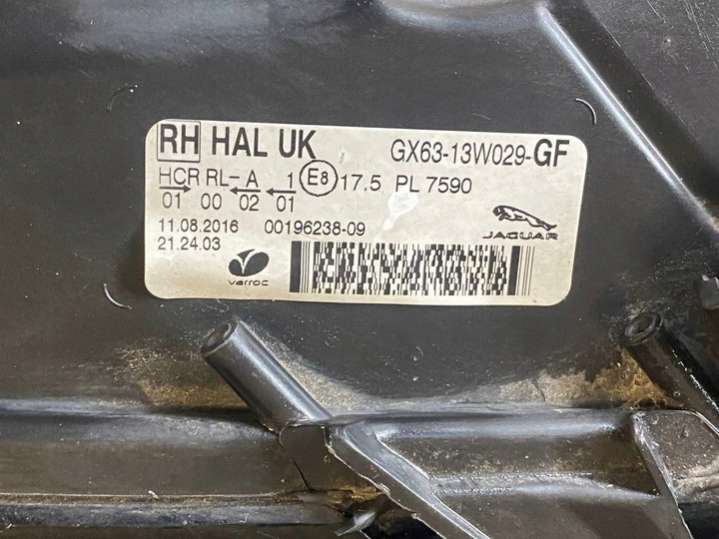 RH HAL UK GX63-13W029-GF
HCR RL-A 1 E8 17.5 PL 7590
01 00 02 01
11.08.2016 00196238-09
21.24.03
varroc
JAGUAR